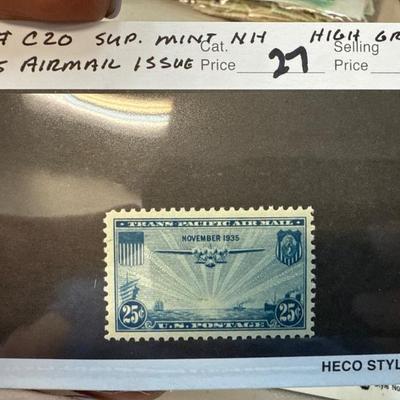 # C20 SUP. MINT NH Cat. HIGH GR Selling
AIRMAIL ISSUE Price 27 Price
TRANS-PACIFIC AIR MAIL
NOVEMBER 1935
25¢ 25¢
U.S. POSTAGE
HECO STYL